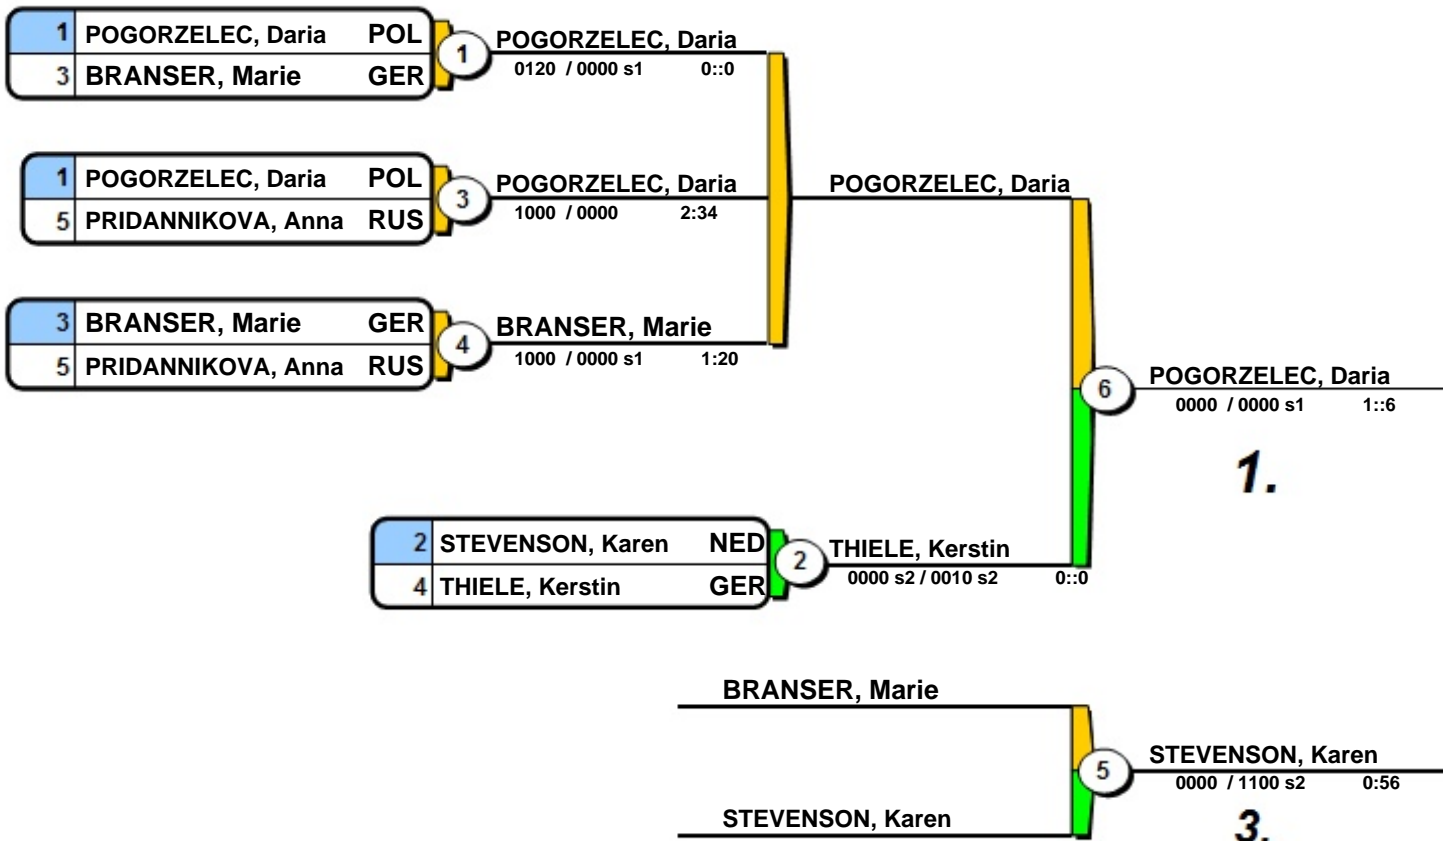 1 POGORZELEC, Daria POL
3 BRANSER, Marie GER
1
POGORZELEC, Daria
0120 / 0000 s1 0::0
1 POGORZELEC, Daria POL
5 PRIDANNIKOVA, Anna RUS
3
POGORZELEC, Daria
1000 / 0000 2:34
POGORZELEC, Daria
3 BRANSER, Marie GER
5 PRIDANNIKOVA, Anna RUS
4
BRANSER, Marie
1000 / 0000 s1 1:20
6
POGORZELEC, Daria
0000 / 0000 s1 1::6
1.
2 STEVENSON, Karen NED
4 THIELE, Kerstin GER
2
THIELE, Kerstin
0000 s2 / 0010 s2 0::0
BRANSER, Marie
STEVENSON, Karen
5
STEVENSON, Karen
0000 / 1100 s2 0:56
3.